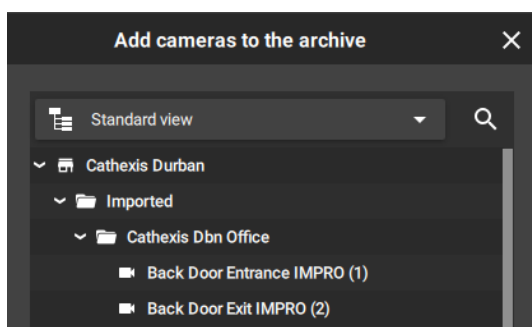 Add cameras to the archive
Standard view
Cathexis Durban
Imported
Cathexis Dbn Office
Back Door Entrance IMPRO (1)
Back Door Exit IMPRO (2)